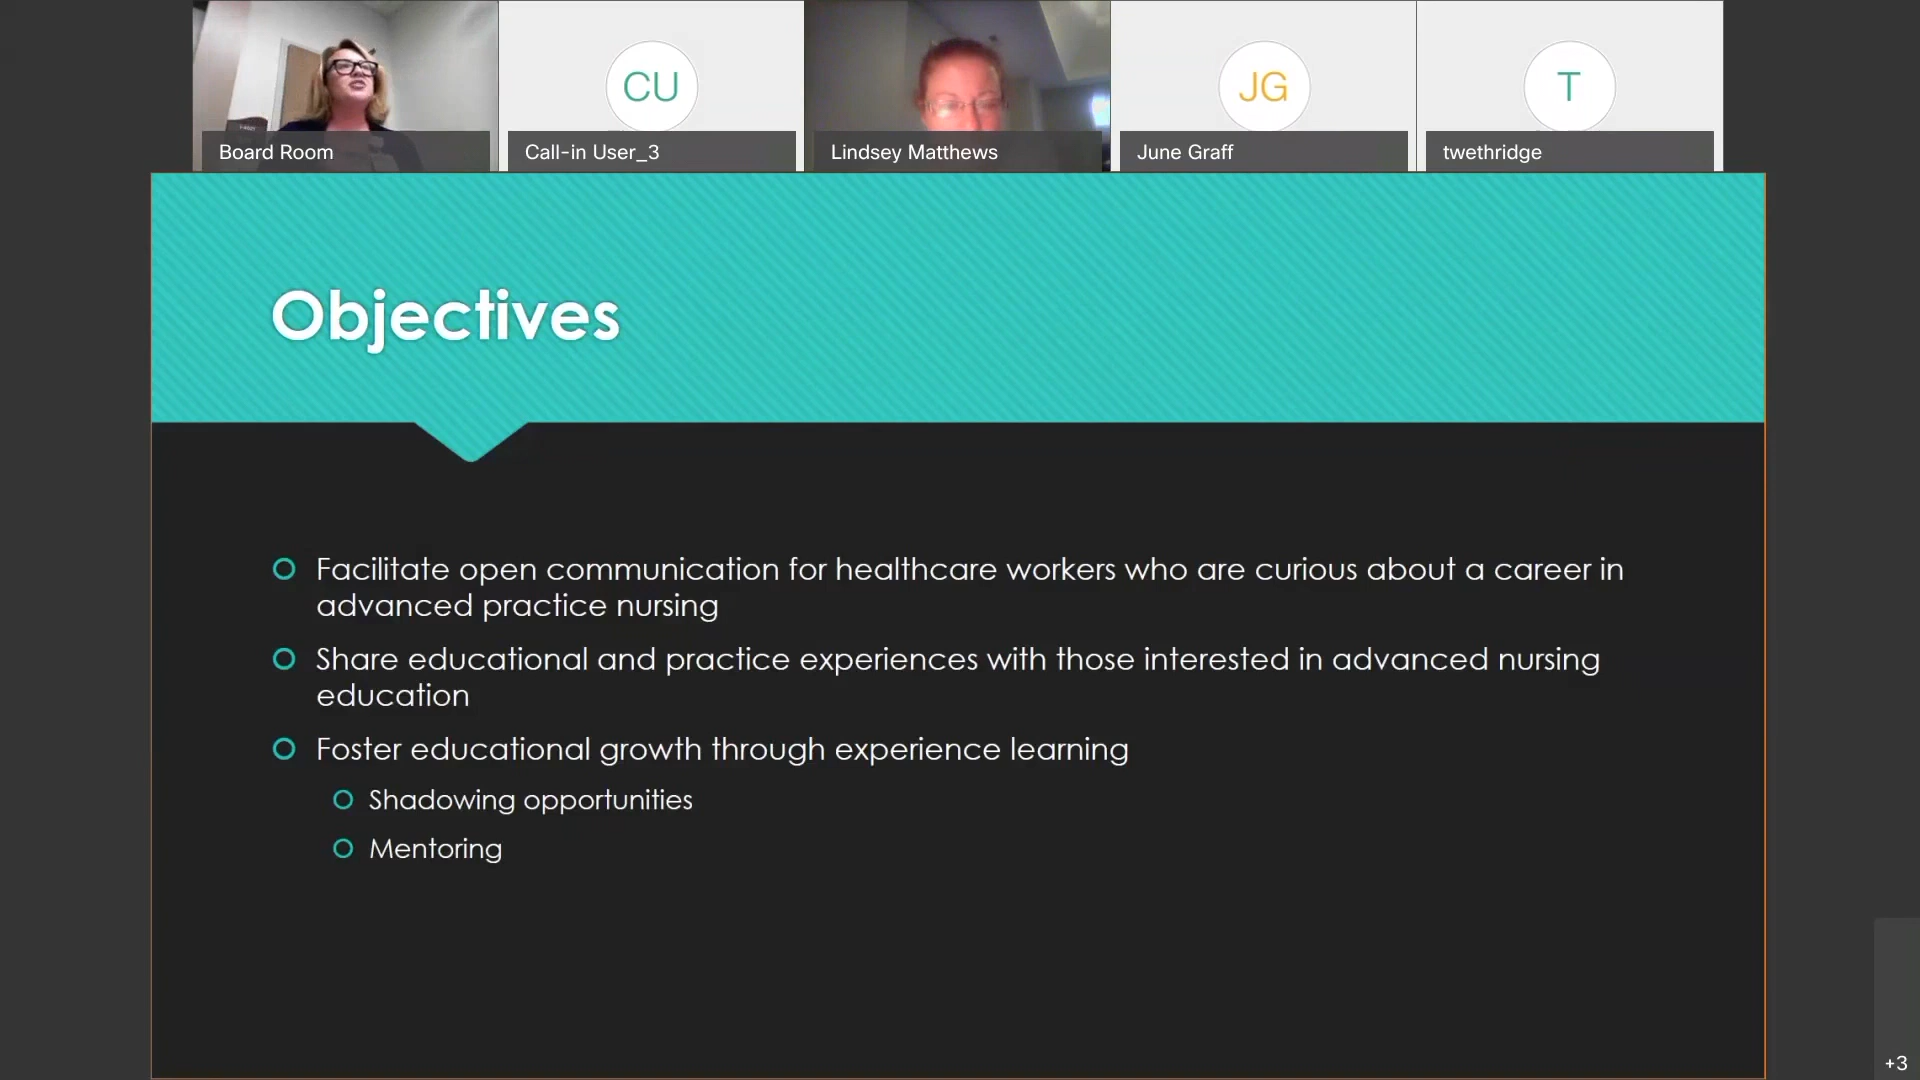 Board Room
CU
Call-in User_3
Lindsey Matthews
JG
June Graff
T
twethridge
Objectives
Facilitate open communication for healthcare workers who are curious about a career in
advanced practice nursing
Share educational and practice experiences with those interested in advanced nursing
education
Foster educational growth through experience learning
Shadowing opportunities
Mentoring
+3